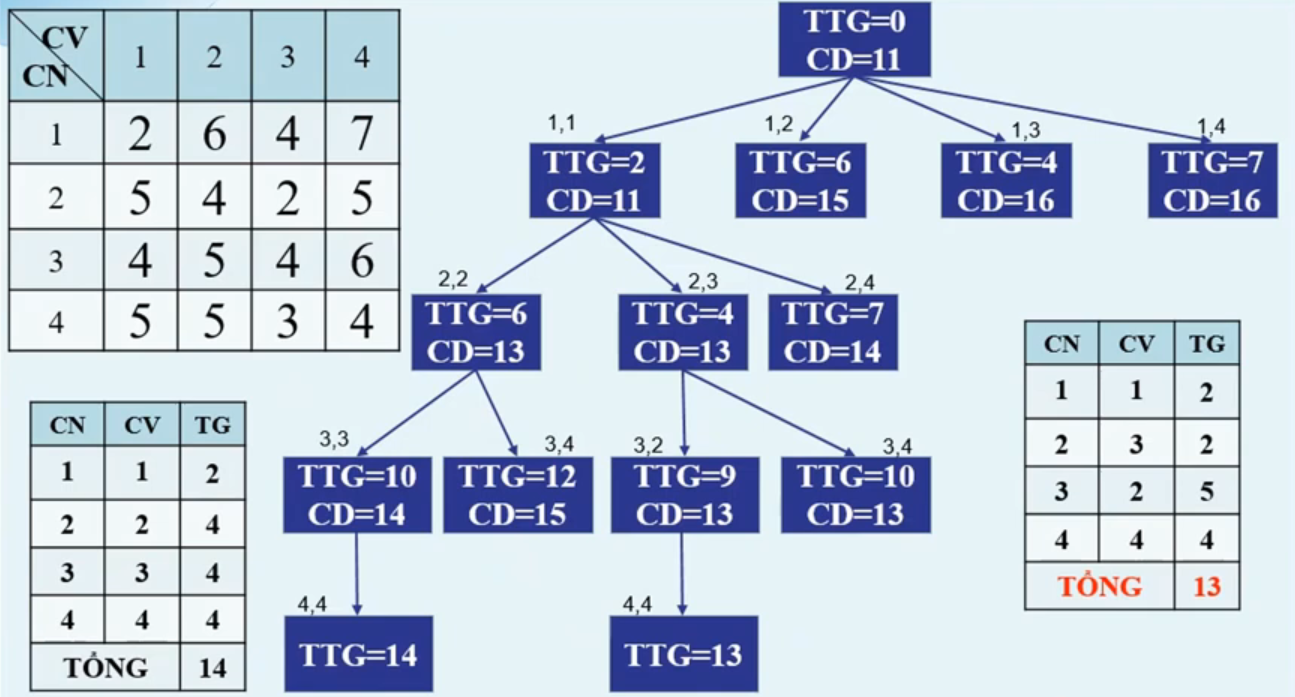 CV
CN 1 2 3 4
1 2 6 4 7
2 5 4 2 5
3 4 5 4 6
4 5 5 3 4
TTG=0
CD=11
1,1 1,2 1,3 1,4
TTG=2
CD=11
TTG=6
CD=15
TTG=4
CD=16
TTG=7
CD=16
2,2 2,3 2,4
TTG=6
CD=13
TTG=4
CD=13
TTG=7
CD=14
3,3 3,4 3,2 3,4
TTG=10
CD=14
TTG=12
CD=15
TTG=9
CD=13
TTG=10
CD=13
4,4 4,4
TTG=14
TTG=13
CN CV TG
1 1 2
2 2 4
3 3 4
4 4 4
TỔNG 14
CN CV TG
1 1 2
2 3 2
3 2 5
4 4 4
TỔNG 13